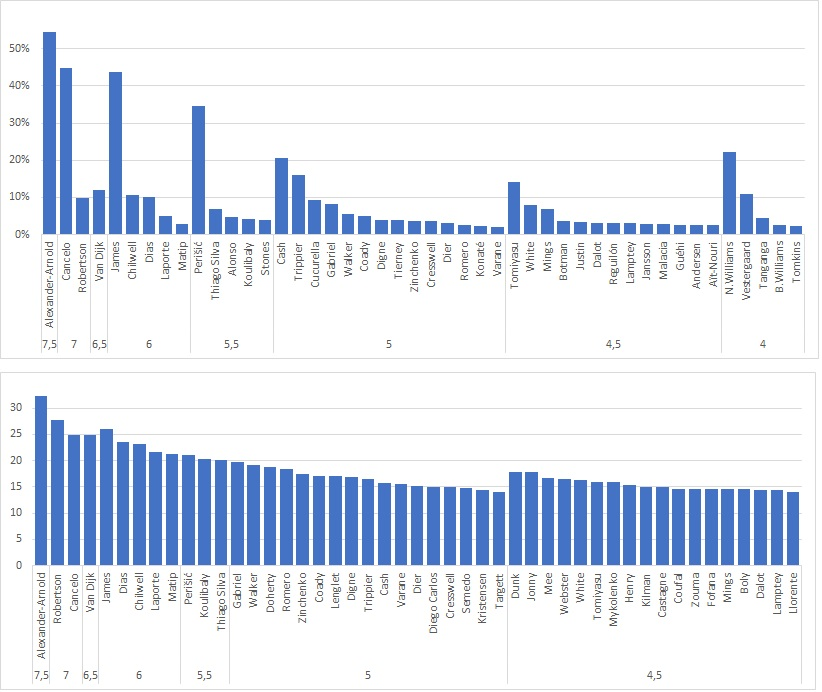 50%
40%
30%
20%
10%
0%
Alexander-Arnold
Cancelo
Robertson
Van Dijk
James
Chilwell
Dias
Laporte
Matip
Perišić
Thiago Silva
Alonso
Koulibaly
Stones
Cash
Trippier
Cucurella
Gabriel
Walker
Coady
Digne
Tierney
Zinchenko
Cresswell
Dier
Romero
Konaté
Varane
Tomiyasu
White
Mings
Botman
Justin
Dalot
Reguilón
Lamptey
Jansson
Malacia
Guéhi
Andersen
Aït-Nouri
N.Williams
Vestergaard
Tanganga
B.Williams
Tomkins
7,5 7 6,5 6 5,5 5 4,5 4
30
25
20
15
10
5
0
Alexander-Arnold
Robertson
Cancelo
Van Dijk
James
Dias
Chilwell
Laporte
Matip
Perišić
Koulibaly
Thiago Silva
Gabriel
Walker
Doherty
Romero
Zinchenko
Coady
Lenglet
Digne
Trippier
Cash
Varane
Dier
Diego Carlos
Cresswell
Semedo
Kristensen
Targett
Dunk
Jonny
Mee
Webster
White
Tomiyasu
Mykolenko
Henry
Kilman
Castagne
Coufal
Zouma
Fofana
Mings
Boly
Dalot
Lamptey
Llorente
7,5 7 6,5 6 5,5 5 4,5